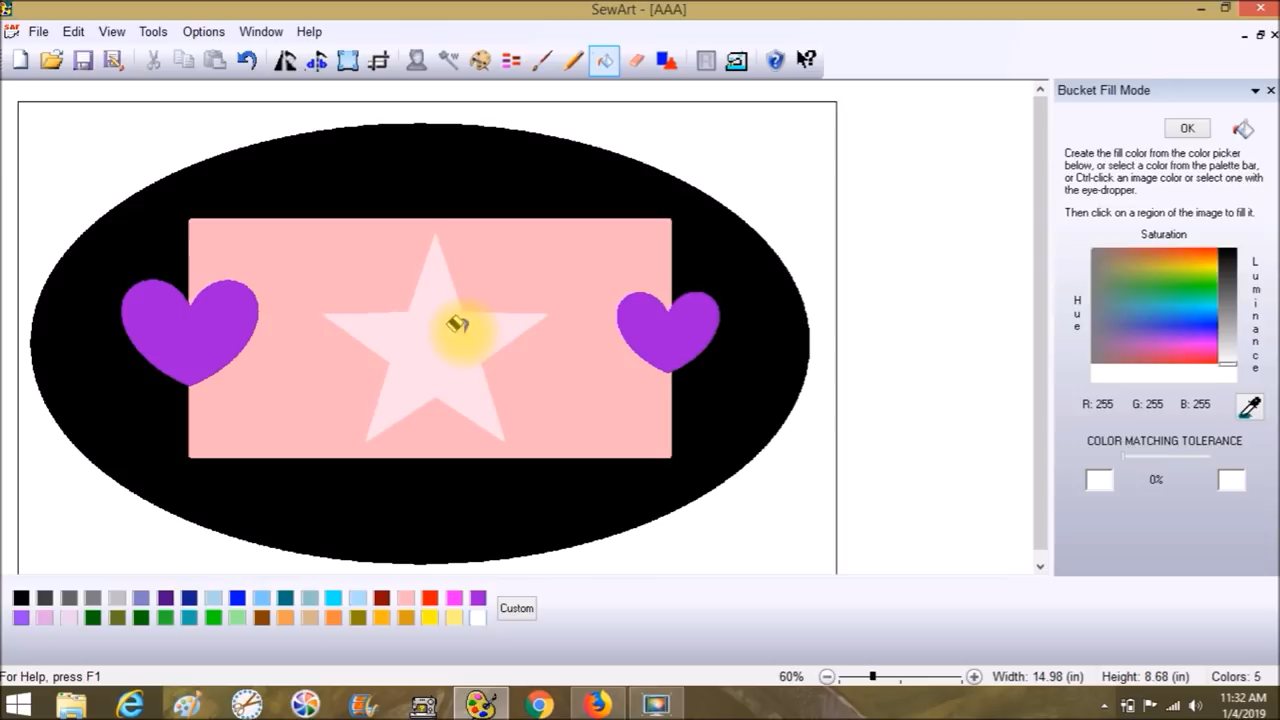 SewArt - [AAA]
File Edit View Tools Options Window Help
Bucket Fill Mode
OK
Create the fill color from the color picker
below, or select a color from the palette bar,
or Ctrl-click an image color or select one with
the eye-dropper.
Then click on a region of the image to fill it.
Saturation
Hue
Luminance
R: 255 G: 255 B: 255
COLOR MATCHING TOLERANCE
0%
Custom
For Help, press F1
60% Width: 14.98 (in) Height: 8.68 (in) Colors: 5
11:32 AM
1/4/2019